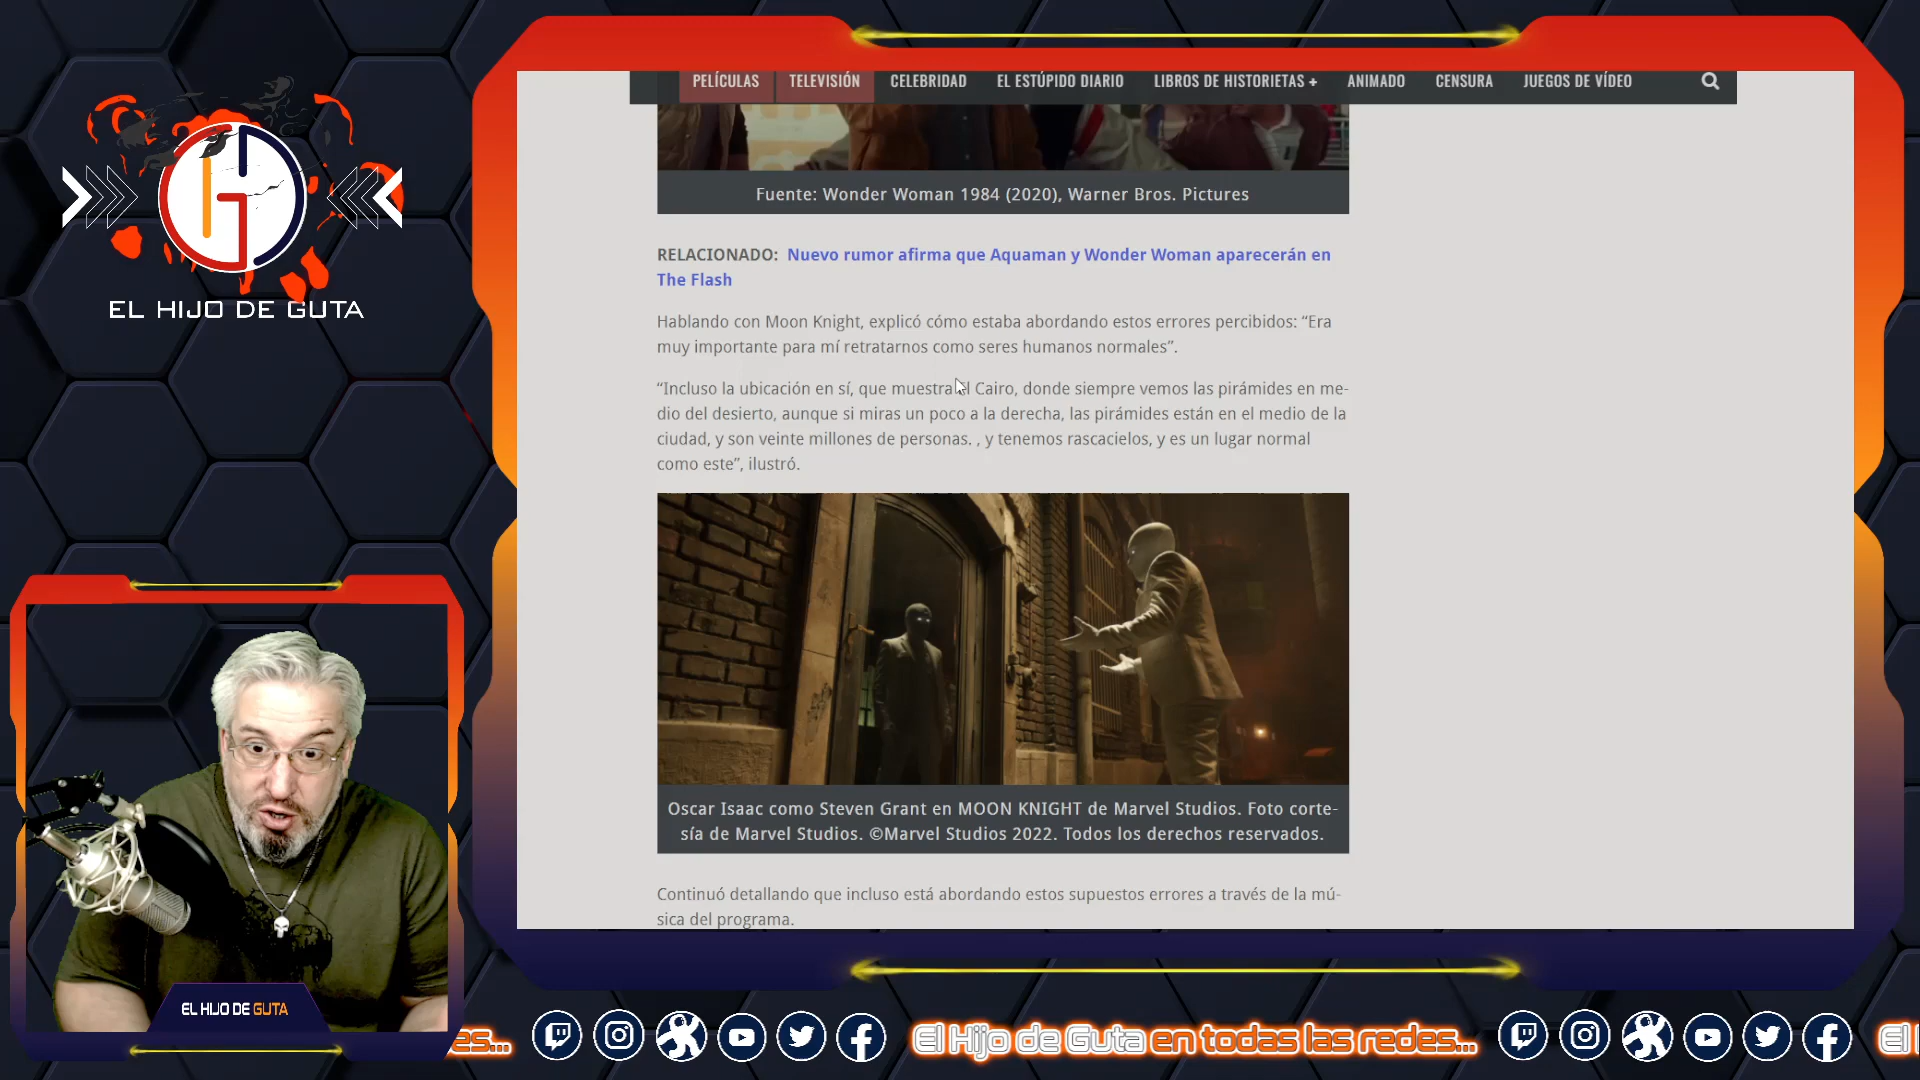 PELÍCULAS TELEVISIÓN CELEBRIDAD EL ESTÚPIDO DIARIO LIBROS DE HISTORIETAS + ANIMADO CENSURA JUEGOS DE VÍDEO
Fuente: Wonder Woman 1984 (2020), Warner Bros. Pictures
RELACIONADO: Nuevo rumor afirma que Aquaman y Wonder Woman aparecerán en
The Flash
Hablando con Moon Knight, explicó cómo estaba abordando estos errores percibidos: “Era
muy importante para mí retratarnos como seres humanos normales”.
“Incluso la ubicación en sí, que muestra el Cairo, donde siempre vemos las pirámides en me-
dio del desierto, aunque si miras un poco a la derecha, las pirámides están en el medio de la
ciudad, y son veinte millones de personas. , y tenemos rascacielos, y es un lugar normal
como este”, ilustró.
Oscar Isaac como Steven Grant en MOON KNIGHT de Marvel Studios. Foto corte-
sía de Marvel Studios. ©Marvel Studios 2022. Todos los derechos reservados.
Continuó detallando que incluso está abordando estos supuestos errores a través de la mú-
sica del programa.
EL HIJO DE GUTA
EL HIJO DE GUTA
es... El Hijo de Guta en todas las redes... El